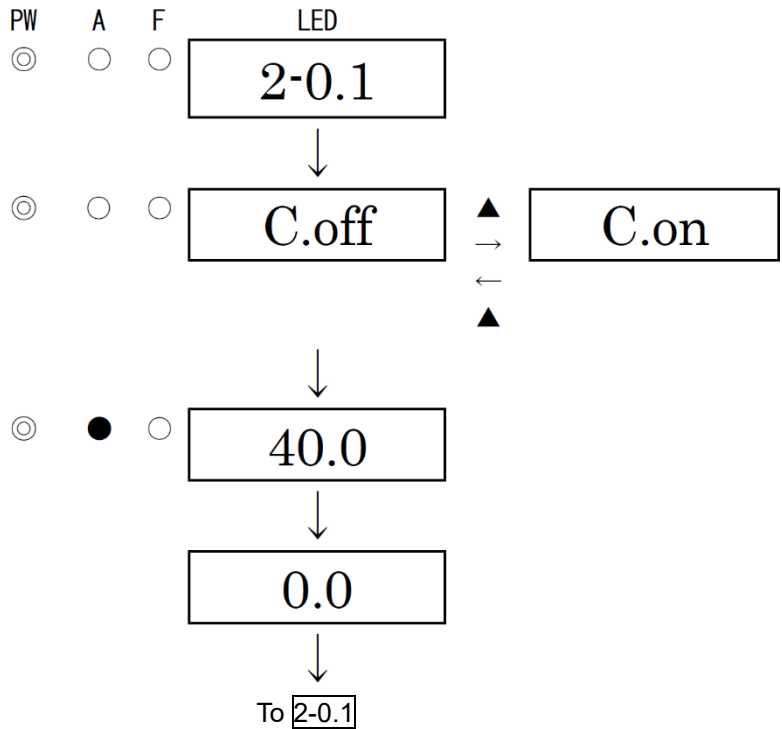 PW A F LED
◎ ○ ○ 2-0.1
↓
◎ ○ ○ C.off ▲ → ← ▲ C.on
↓
◎ ● ○ 40.0
↓
0.0
↓
To 2-0.1